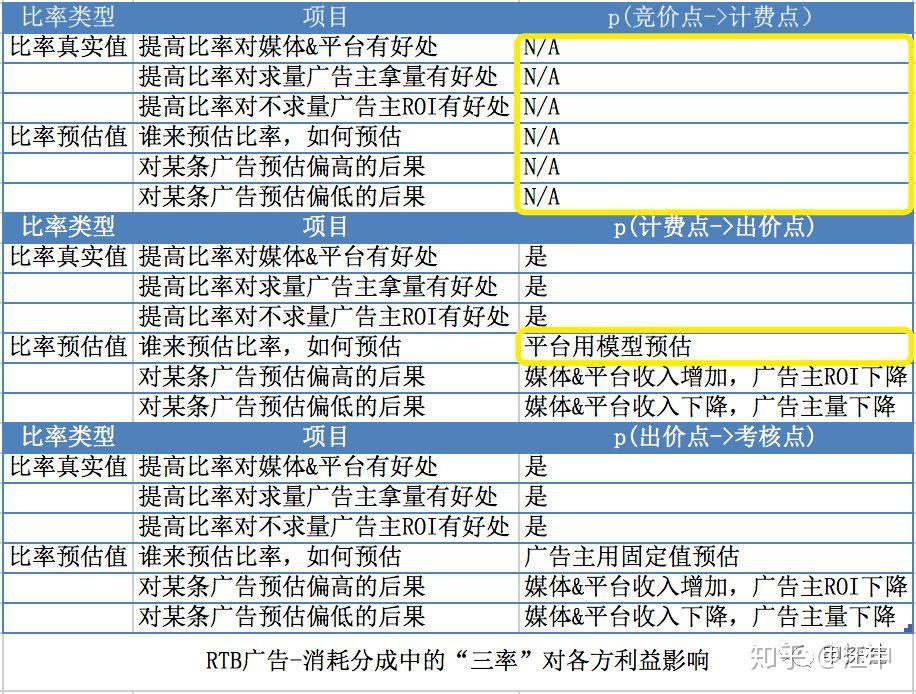 比率类型 项目 p(竞价点->计费点)
比率真实值 提高比率对媒体&平台有好处 N/A
提高比率对求量广告主拿量有好处 N/A
提高比率对不求量广告主ROI有好处 N/A
比率预估值 谁来预估比率，如何预估 N/A
对某条广告预估偏高的后果 N/A
对某条广告预估偏低的后果 N/A
比率类型 项目 p(计费点->出价点)
比率真实值 提高比率对媒体&平台有好处 是
提高比率对求量广告主拿量有好处 是
提高比率对不求量广告主ROI有好处 是
比率预估值 谁来预估比率，如何预估 平台用模型预估
对某条广告预估偏高的后果 媒体&平台收入增加，广告主ROI下降
对某条广告预估偏低的后果 媒体&平台收入下降，广告主量下降
比率类型 项目 p(出价点->考核点)
比率真实值 提高比率对媒体&平台有好处 是
提高比率对求量广告主拿量有好处 是
提高比率对不求量广告主ROI有好处 是
比率预估值 谁来预估比率，如何预估 广告主用固定值预估
对某条广告预估偏高的后果 媒体&平台收入增加，广告主ROI下降
对某条广告预估偏低的后果 媒体&平台收入下降，广告主量下降
RTB广告-消耗分成中的“三率”对各方利益影响
知乎